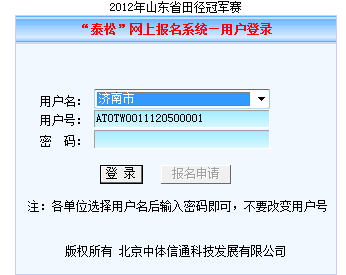 2012年山东省田径冠军赛
“泰松”网上报名系统－用户登录
用户名： 济南市
用户号： ATOTW0011120500001
密 码：
登 录 报名申请
注：各单位选择用户名后输入密码即可，不要改变用户号
版权所有 北京中体信通科技发展有限公司